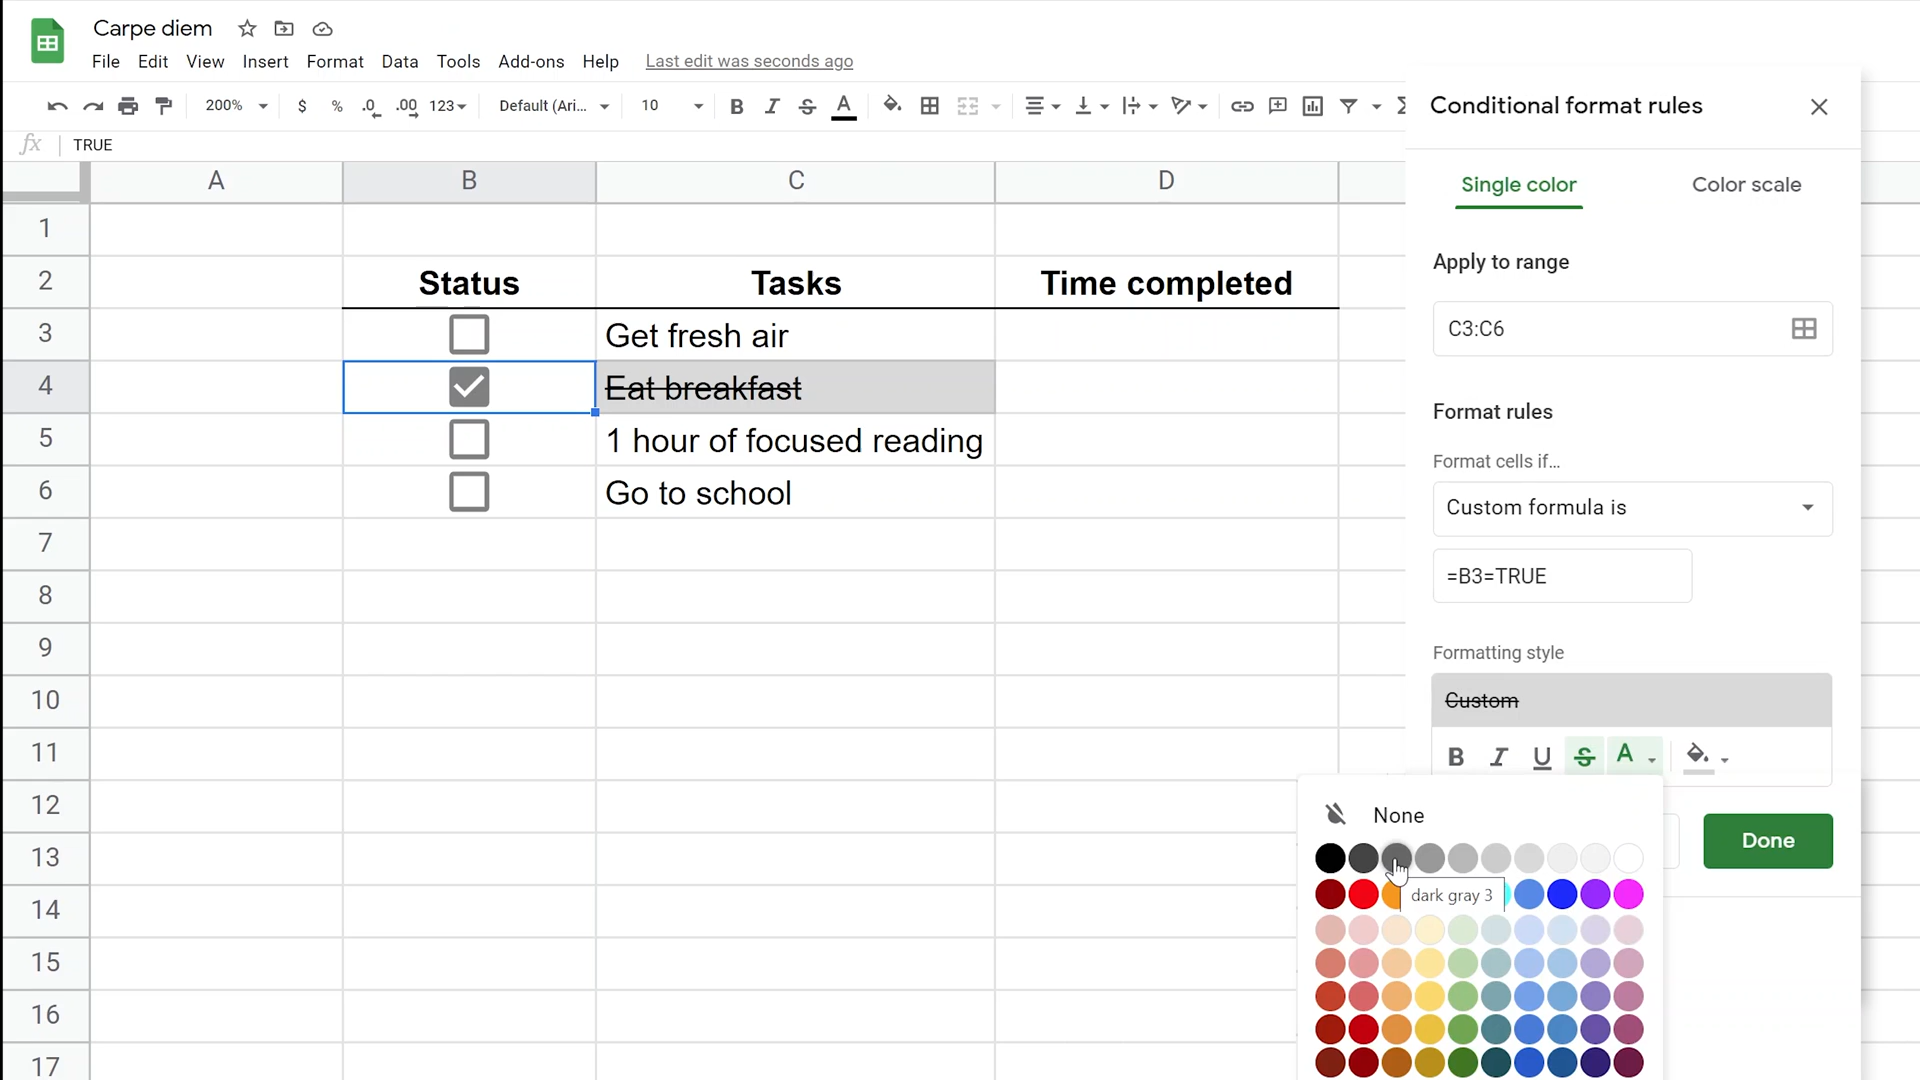 Carpe diem
File Edit View Insert Format Data Tools Add-ons Help Last edit was seconds ago
200% $ % .0 .00 123 Default (Ari... 10 B I S A
fx TRUE
A B C D
1
2 Status Tasks Time completed
3 Get fresh air
4 Eat breakfast
5 1 hour of focused reading
6 Go to school
7
8
9
10
11
12
13
14
15
16
17
Conditional format rules
Single color Color scale
Apply to range
C3:C6
Format rules
Format cells if...
Custom formula is
=B3=TRUE
Formatting style
Custom
B I U S A
None
dark gray 3
Done